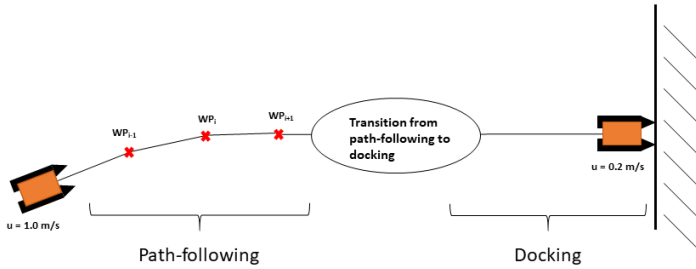 WPi-1
WPi
WPi+1
Transition from
path-following to
docking
u = 1.0 m/s
u = 0.2 m/s
Path-following
Docking